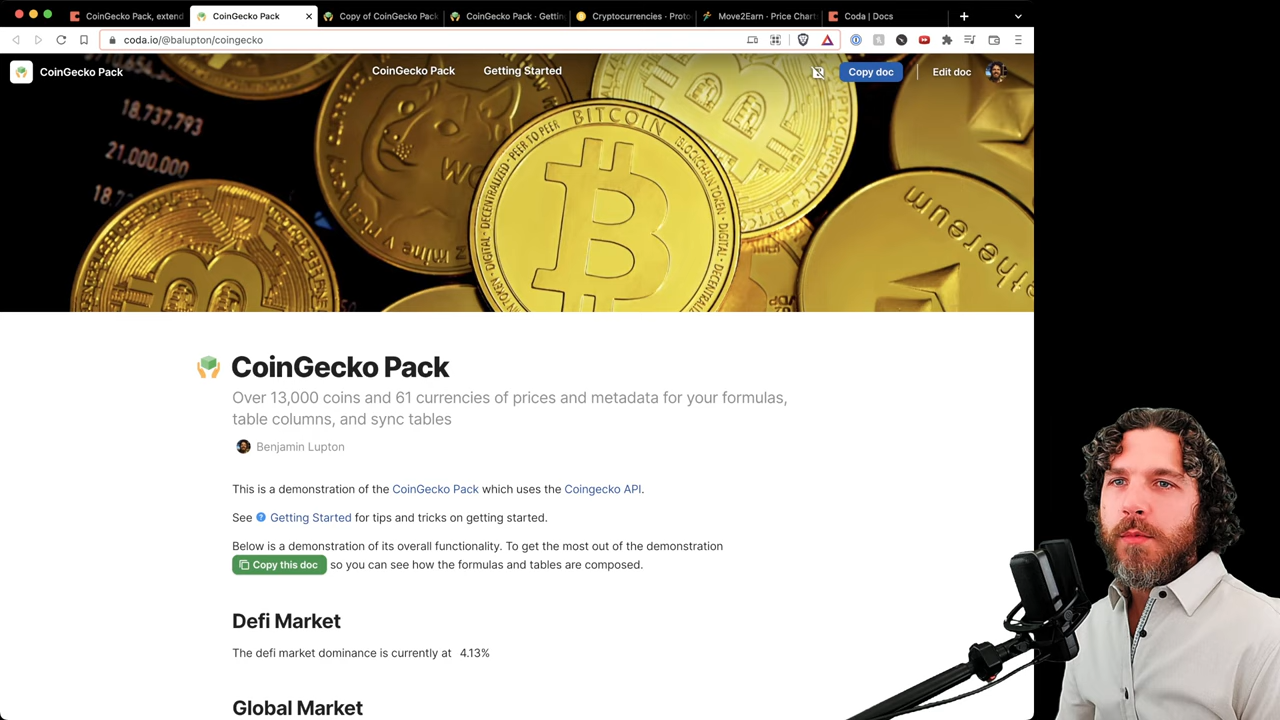 CoinGecko Pack, extend
CoinGecko Pack
Copy of CoinGecko Pack
CoinGecko Pack · Getting
Cryptocurrencies · Proto
Move2Earn · Price Chart
Coda | Docs
coda.io/@balupton/coingecko
CoinGecko Pack
CoinGecko Pack
Getting Started
Copy doc
Edit doc
18,737,793
21,000,000
BITCOIN
DIGITAL · DECENTRALIZED · PEER TO PEER
ethereum
CoinGecko Pack
Over 13,000 coins and 61 currencies of prices and metadata for your formulas,
table columns, and sync tables
Benjamin Lupton
This is a demonstration of the CoinGecko Pack which uses the Coingecko API.
See Getting Started for tips and tricks on getting started.
Below is a demonstration of its overall functionality. To get the most out of the demonstration
Copy this doc so you can see how the formulas and tables are composed.
Defi Market
The defi market dominance is currently at 4.13%
Global Market